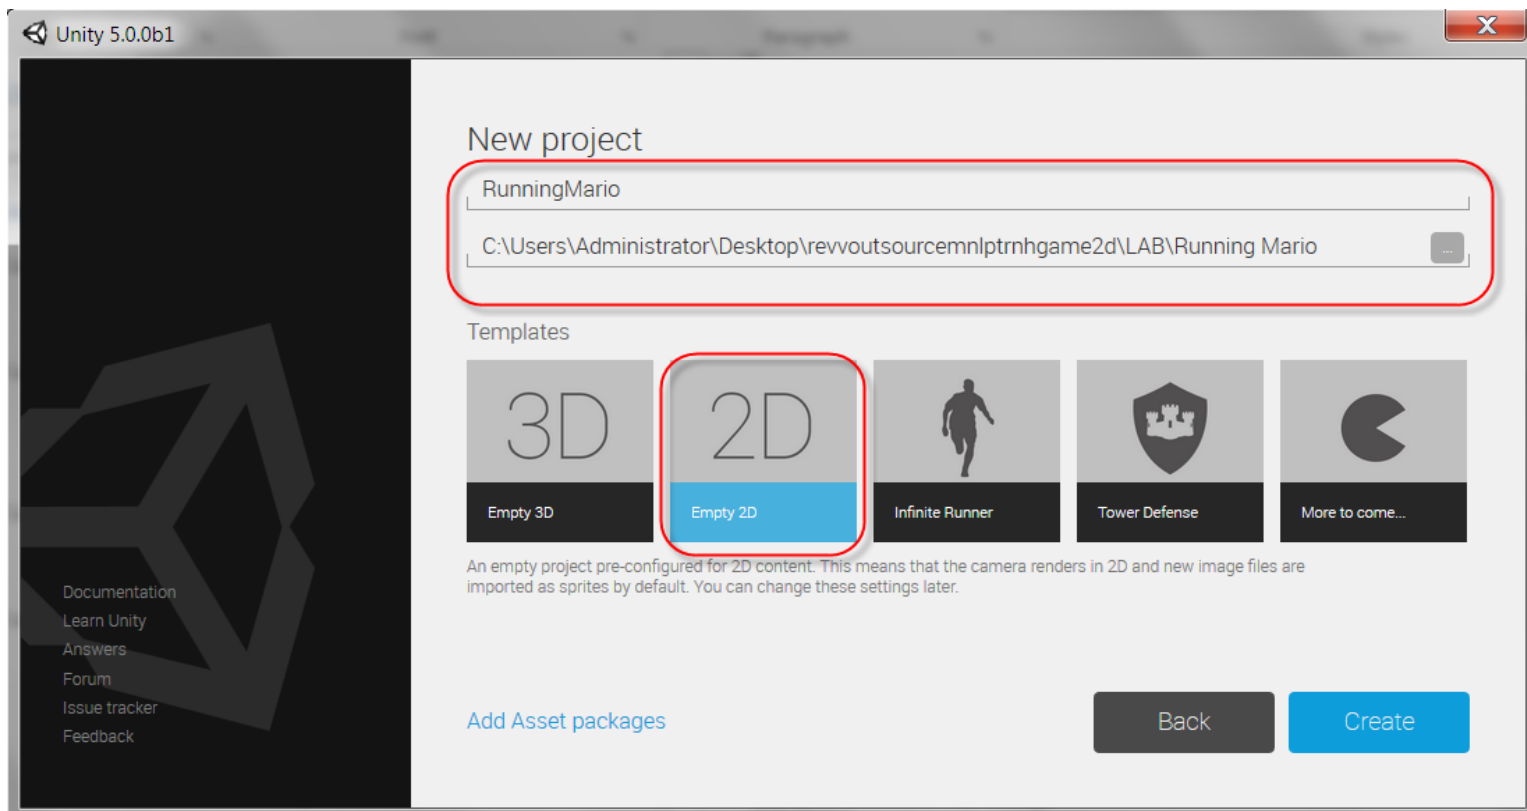 Unity 5.0.0b1
New project
RunningMario
C:\Users\Administrator\Desktop\revvoutsourcemnlptrnhgame2d\LAB\Running Mario
...
Templates
3D
2D
Empty 3D
Empty 2D
Infinite Runner
Tower Defense
More to come...
An empty project pre-configured for 2D content. This means that the camera renders in 2D and new image files are
imported as sprites by default. You can change these settings later.
Documentation
Learn Unity
Answers
Forum
Issue tracker
Feedback
Add Asset packages
Back
Create